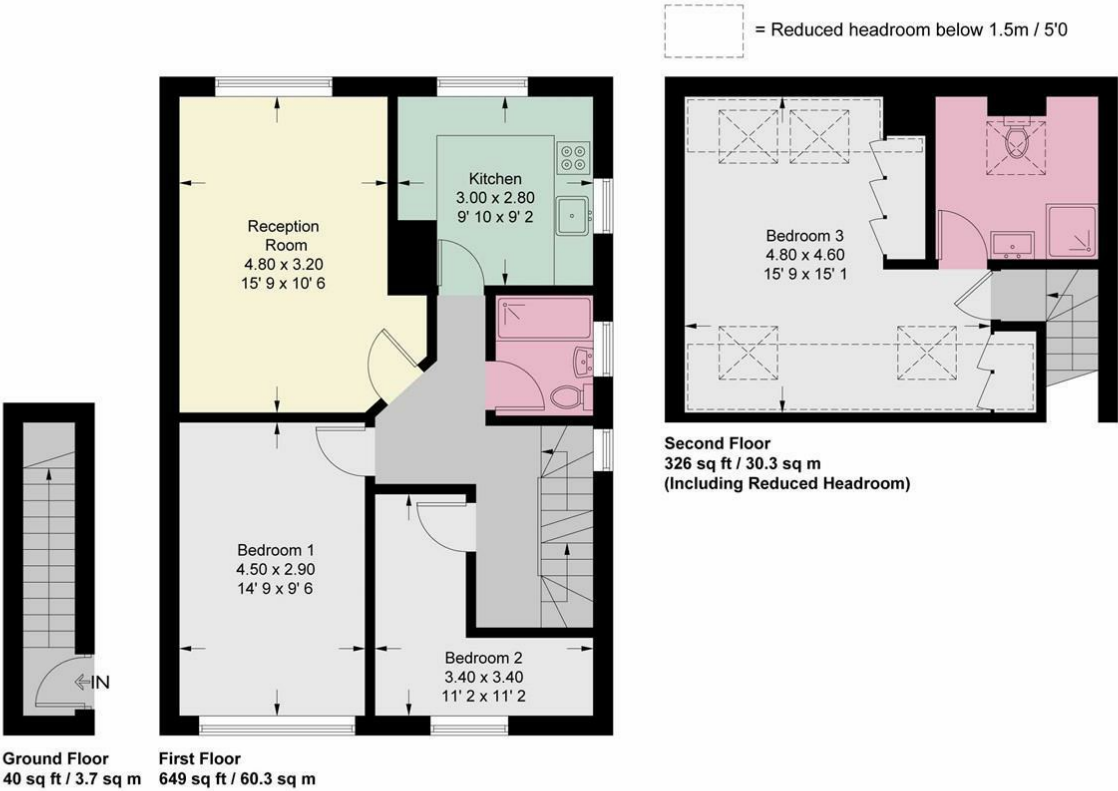 = Reduced headroom below 1.5m / 5'0
Reception
Room
4.80 x 3.20
15' 9 x 10' 6
Kitchen
3.00 x 2.80
9' 10 x 9' 2
Bedroom 3
4.80 x 4.60
15' 9 x 15' 1
Second Floor
326 sq ft / 30.3 sq m
(Including Reduced Headroom)
Bedroom 1
4.50 x 2.90
14' 9 x 9' 6
Bedroom 2
3.40 x 3.40
11' 2 x 11' 2
IN
Ground Floor
40 sq ft / 3.7 sq m
First Floor
649 sq ft / 60.3 sq m